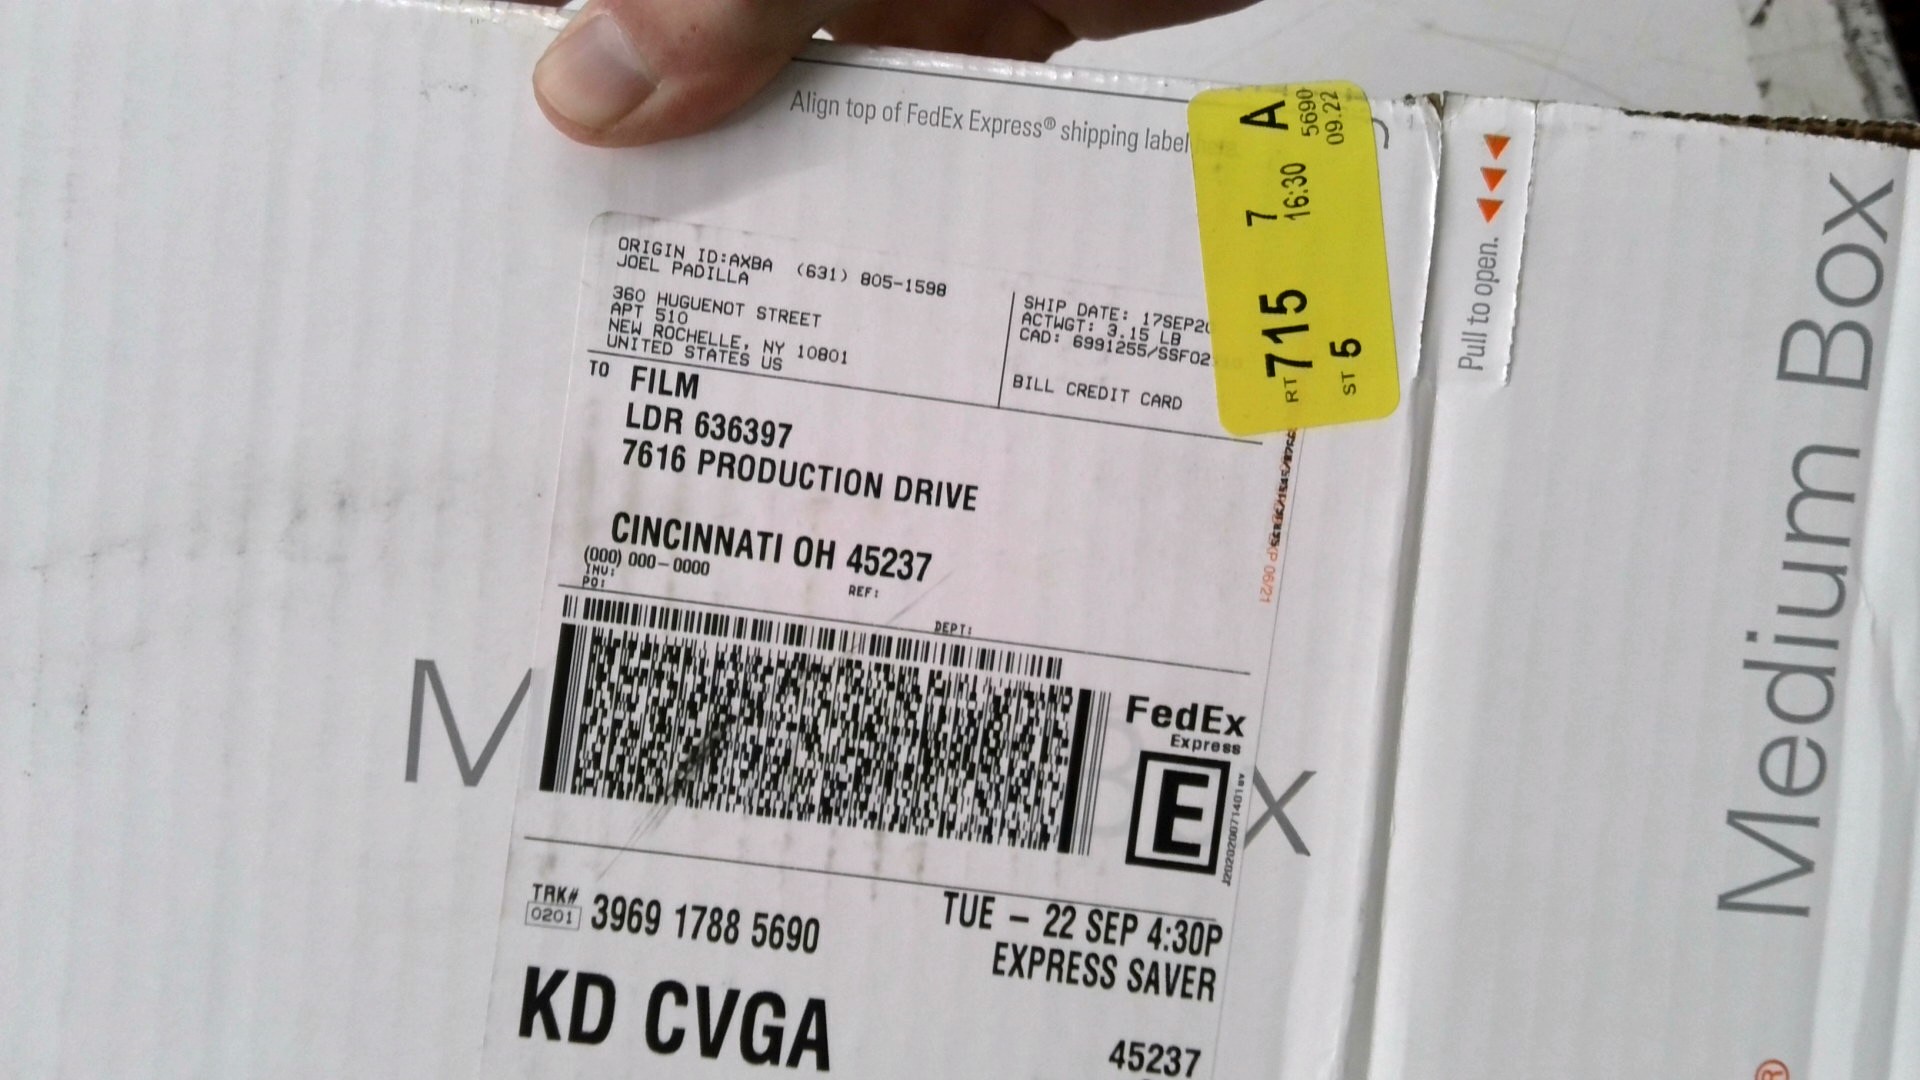 Align top of FedEx Express® shipping label
ORIGIN ID:AXBA (631) 805-1598
JOEL PADILLA
360 HUGUENOT STREET
APT 510
NEW ROCHELLE, NY 10801
UNITED STATES US
SHIP DATE: 17SEP20
ACTWGT: 3.15 LB
CAD: 6991255/SSFO2
BILL CREDIT CARD
TO FILM
LDR 636397
7616 PRODUCTION DRIVE
CINCINNATI OH 45237
(000) 000-0000
INV:
PO:
REF:
DEPT:
FedEx
Express
E
TRK#
0201
3969 1788 5690
TUE - 22 SEP 4:30P
EXPRESS SAVER
KD CVGA
45237
RT 715 7 A
16:30 5690
ST 5 09.22
Pull to open.
Medium Box
M x
06/21